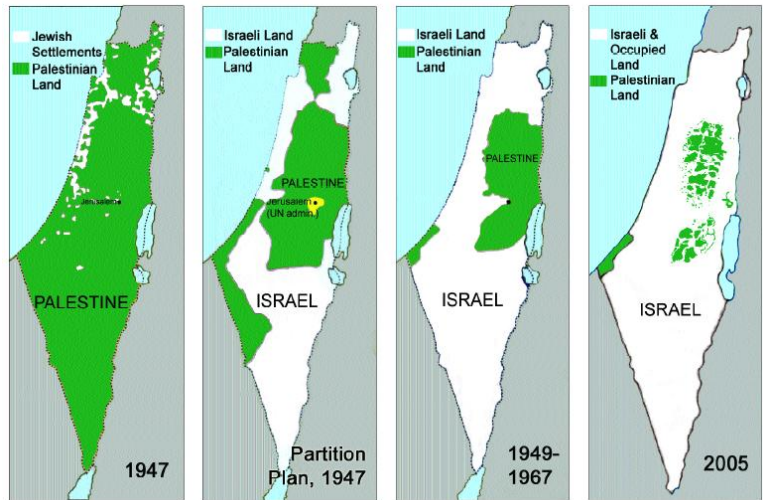 Jewish
Settlements
Palestinian
Land
Jerusalem
PALESTINE
1947
Israeli Land
Palestinian
Land
PALESTINE
Jerusalem
(UN admin.)
ISRAEL
Partition
Plan, 1947
Israeli Land
Palestinian
Land
PALESTINE
ISRAEL
1949-
1967
Israeli &
Occupied
Land
Palestinian
Land
ISRAEL
2005